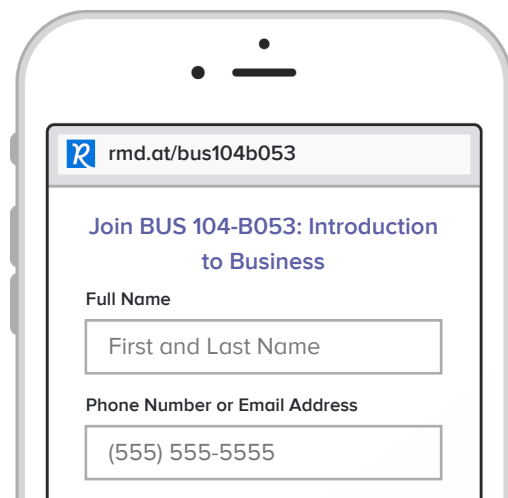 R rmd.at/bus104b053
Join BUS 104-B053: Introduction
to Business
Full Name
First and Last Name
Phone Number or Email Address
(555) 555-5555